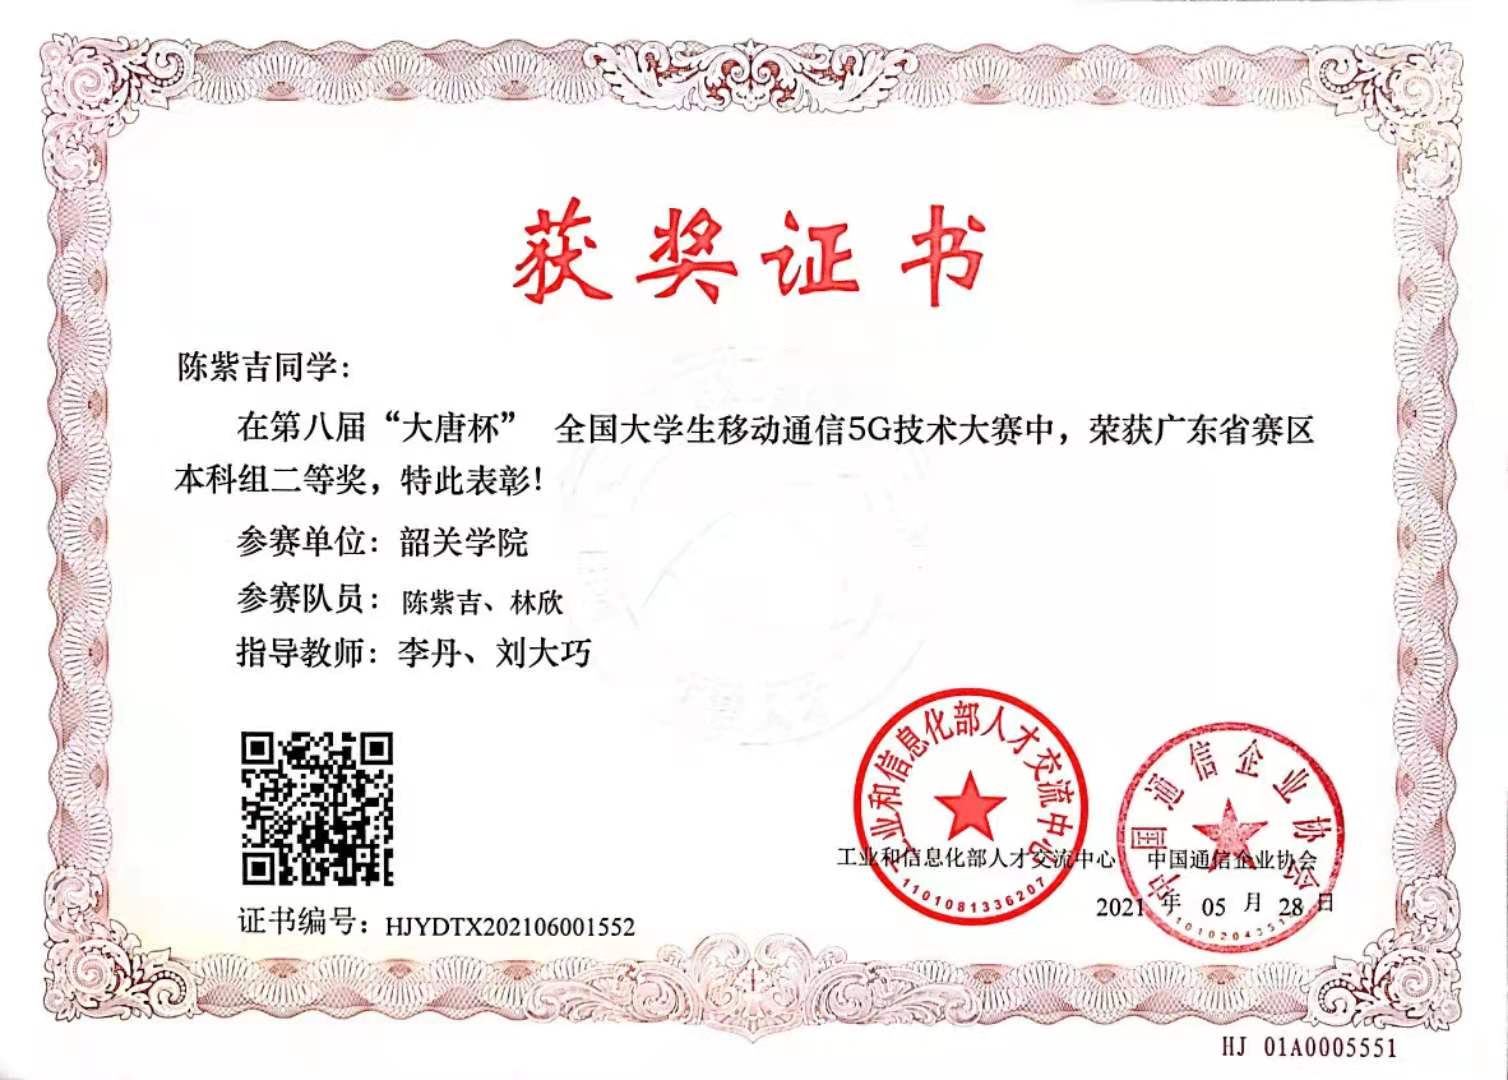 获奖证书
陈紫吉同学：
在第八届“大唐杯” 全国大学生移动通信5G技术大赛中，荣获广东省赛区
本科组二等奖，特此表彰！
参赛单位：韶关学院
参赛队员：陈紫吉、林欣
指导教师：李丹、刘大巧
工业和信息化部人才交流中心
1101081336207
中国通信企业协会
工业和信息化部人才交流中心 中国通信企业协会
2021 年 05 月 28 日
证书编号：HJYDTX202106001552
HJ 01A0005551